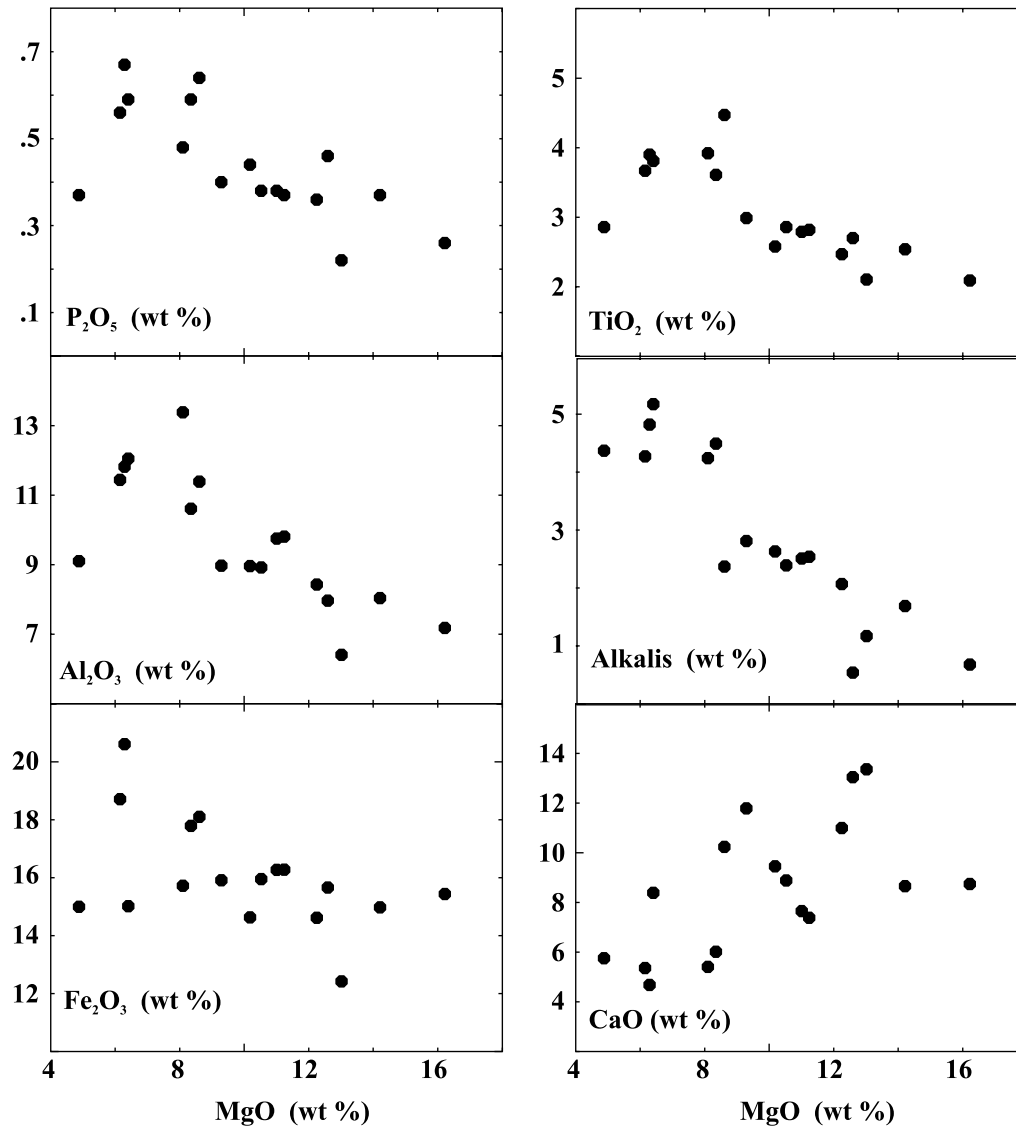 .7
.5
.3
.1
P₂O₅ (wt %)
5
4
3
2
TiO₂ (wt %)
13
11
9
7
Al₂O₃ (wt %)
5
3
1
Alkalis (wt %)
20
18
16
14
12
Fe₂O₃ (wt %)
4 8 12 16
MgO (wt %)
14
12
10
8
6
4
CaO (wt %)
4 8 12 16
MgO (wt %)